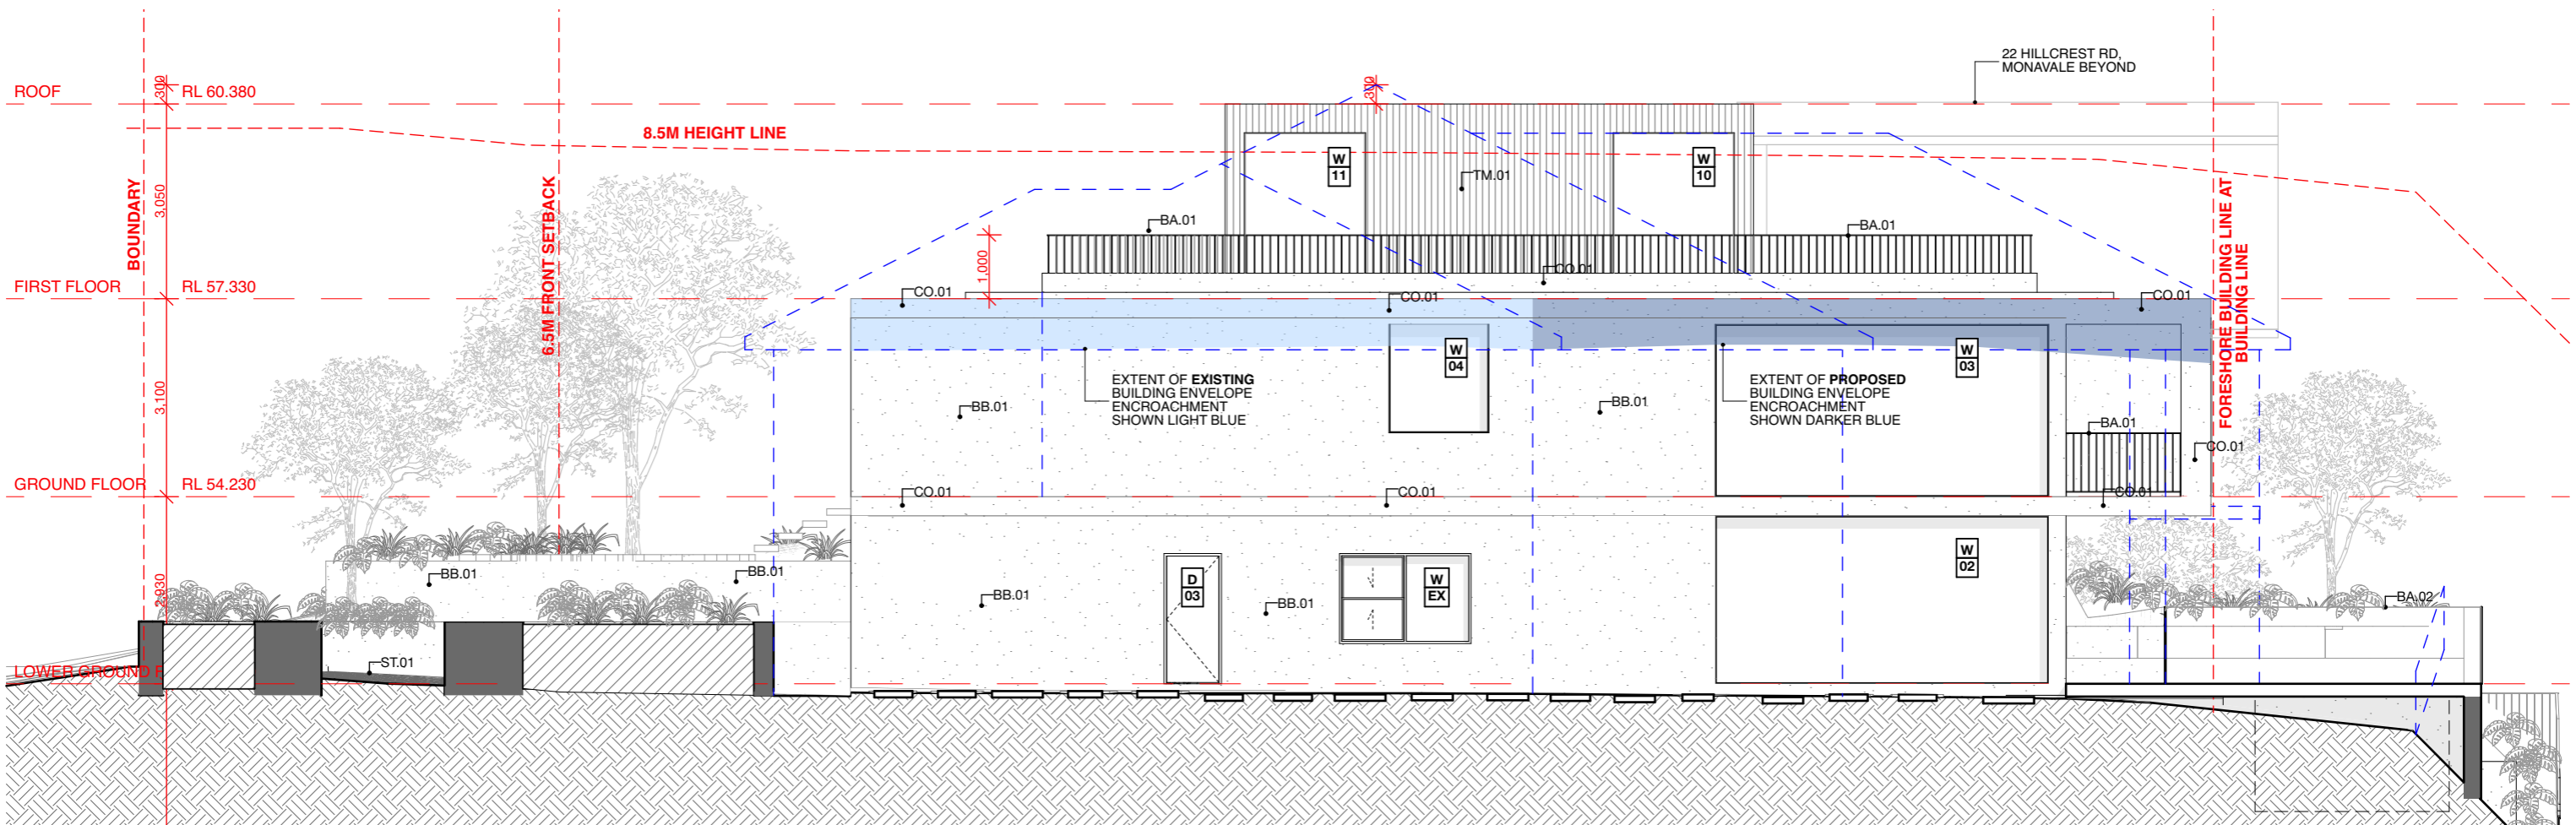 22 HILLCREST RD,
MONAVALE BEYOND
ROOF
300
RL 60.380
300
8.5M HEIGHT LINE
W
11
W
10
TM.01
BOUNDARY
3,050
6.5M FRONT SETBACK
FORESHORE BUILDING LINE AT
BUILDING LINE
BA.01
BA.01
1,000
CO.01
FIRST FLOOR
RL 57.330
CO.01
CO.01
CO.01
W
04
W
03
EXTENT OF EXISTING
BUILDING ENVELOPE
ENCROACHMENT
SHOWN LIGHT BLUE
EXTENT OF PROPOSED
BUILDING ENVELOPE
ENCROACHMENT
SHOWN DARKER BLUE
3,100
BB.01
BB.01
BA.01
CO.01
GROUND FLOOR
RL 54.230
CO.01
CO.01
CO.01
W
02
BB.01
BB.01
D
03
W
EX
2,930
BB.01
BB.01
BA.02
ST.01
LOWER GROUND F